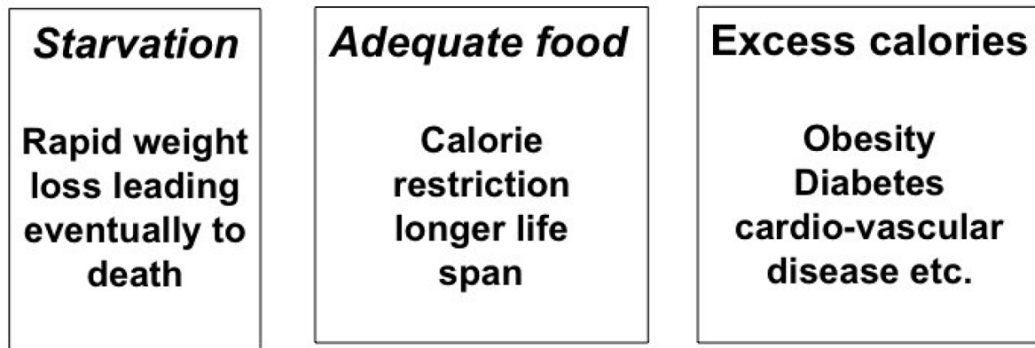 Starvation
Rapid weight
loss leading
eventually to
death
Adequate food
Calorie
restriction
longer life
span
Excess calories
Obesity
Diabetes
cardio-vascular
disease etc.